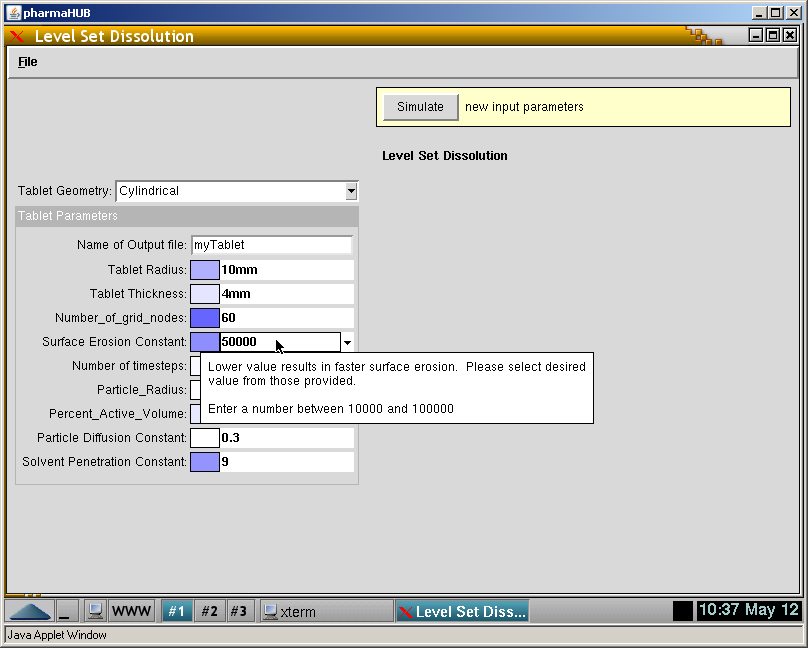 pharmaHUB
Level Set Dissolution
File
Simulate new input parameters
Level Set Dissolution
Tablet Geometry: Cylindrical
Tablet Parameters
Name of Output file: myTablet
Tablet Radius: 10mm
Tablet Thickness: 4mm
Number_of_grid_nodes: 60
Surface Erosion Constant: 50000
Number of timesteps:
Lower value results in faster surface erosion. Please select desired
value from those provided.
Particle_Radius:
Percent_Active_Volume:
Enter a number between 10000 and 100000
Particle Diffusion Constant: 0.3
Solvent Penetration Constant: 9
WWW #1 #2 #3 xterm Level Set Diss... 10:37 May 12
Java Applet Window